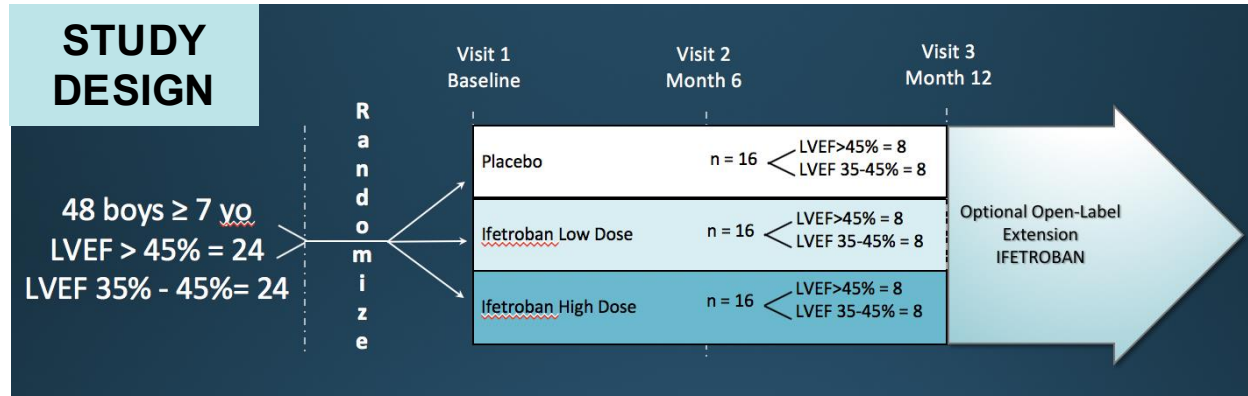 STUDY
DESIGN
Visit 1
Baseline
Visit 2
Month 6
Visit 3
Month 12
Randomize
48 boys ≥ 7 yo
LVEF > 45% = 24
LVEF 35% - 45%= 24
Placebo
n = 16
LVEF>45% = 8
LVEF 35-45% = 8
Ifetroban Low Dose
n = 16
LVEF>45% = 8
LVEF 35-45% = 8
Ifetroban High Dose
n = 16
LVEF>45% = 8
LVEF 35-45% = 8
Optional Open-Label
Extension
IFETROBAN